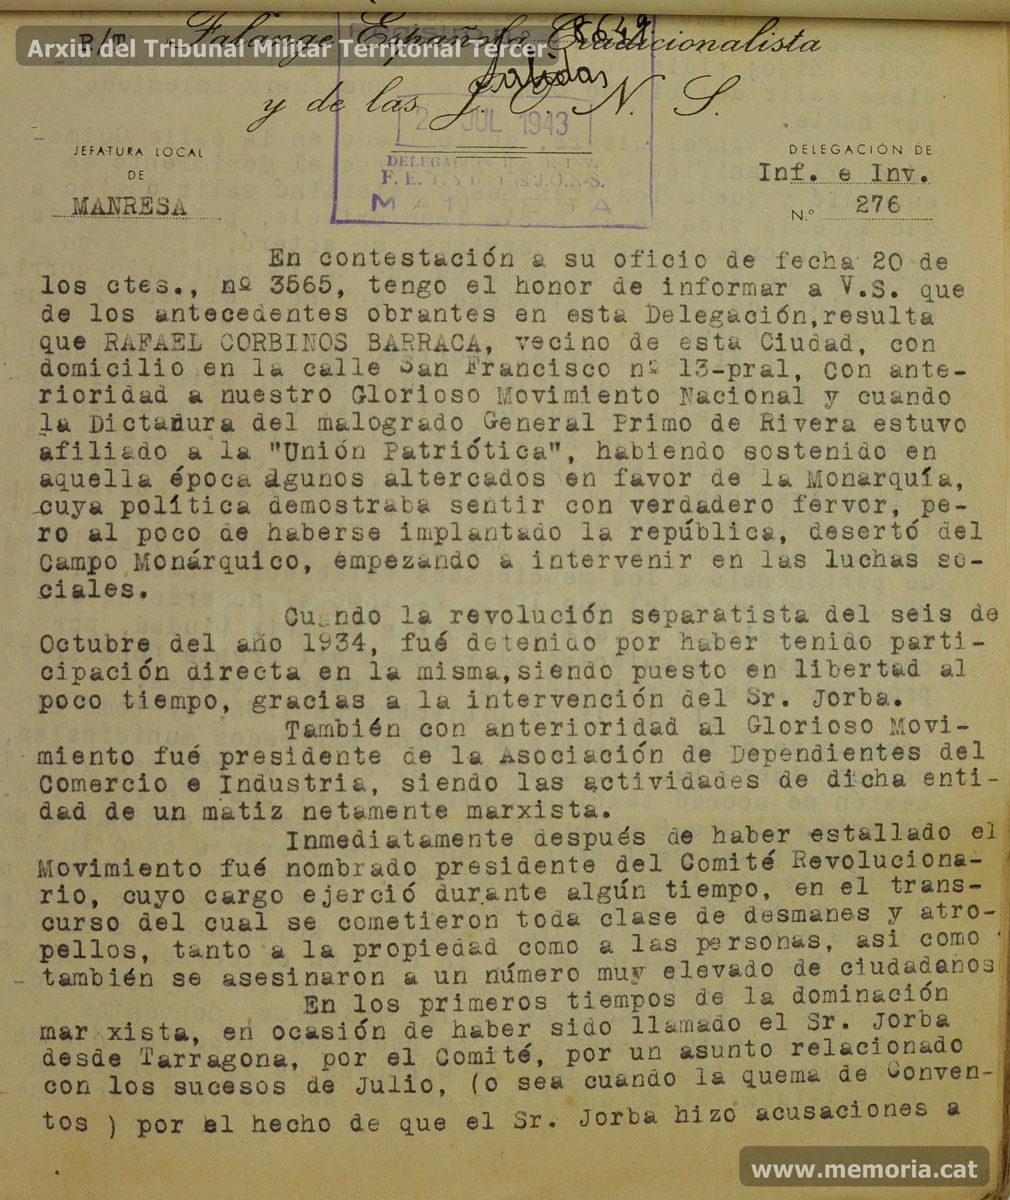 R/T.
Arxiu del Tribunal Militar Territorial Tercer
Falange Española Tradicionalista
8649
salidas
y de las J. O. N. S.
JUL 1943
DELEGACIÓN DE INF. E INV.
F. E. T. Y DE LAS J.O.N-S.
MANRESA
JEFATURA LOCAL
DE
MANRESA
DELEGACIÓN DE
Inf. e Inv.
N.º 276
En contestación a su oficio de fecha 20 de
los ctes., nº 3565, tengo el honor de informar a V.S. que
de los antecedentes obrantes en esta Delegación,resulta
que RAFAEL CORBINOS BARRACA, vecino de esta Ciudad, con
domicilio en la calle San Francisco nº 13-pral, Con ante-
rioridad a nuestro Glorioso Movimiento Nacional y cuando
la Dictadura del malogrado General Primo de Rivera estuvo
afiliado a la "Unión Patriótica", habiendo sostenido en
aquella época algunos altercados en favor de la Monarquía,
cuya política demostraba sentir con verdadero fervor, pe-
ro al poco de haberse implantado la república, desertó del
Campo Monárquico, empezando a intervenir en las luchas so-
ciales.
Cuando la revolución separatista del seis de
Octubre del año 1934, fué detenido por haber tenido parti-
cipación directa en la misma,siendo puesto en libertad al
poco tiempo, gracias a la intervención del Sr. Jorba.
También con anterioridad al Glorioso Movi-
miento fué presidente de la Asociación de Dependientes del
Comercio e Industria, siendo las actividades de dicha enti-
dad de un matiz netamente marxista.
Inmediatamente después de haber estallado el
Movimiento fué nombrado presidente del Comité Revoluciona-
rio, cuyo cargo ejerció durante algún tiempo, en el trans-
curso del cual se cometieron toda clase de desmanes y atro-
pellos, tanto a la propiedad como a las personas, asi como
también se asesinaron a un número muy elevado de ciudadanos
En los primeros tiempos de la dominación
mar xista, en ocasión de haber sido llamado el Sr. Jorba
desde Tarragona, por el Comité, por un asunto relacionado
con los sucesos de Julio, (o sea cuando la quema de Conven-
tos ) por el hecho de que el Sr. Jorba hizo acusaciones a
www.memoria.cat